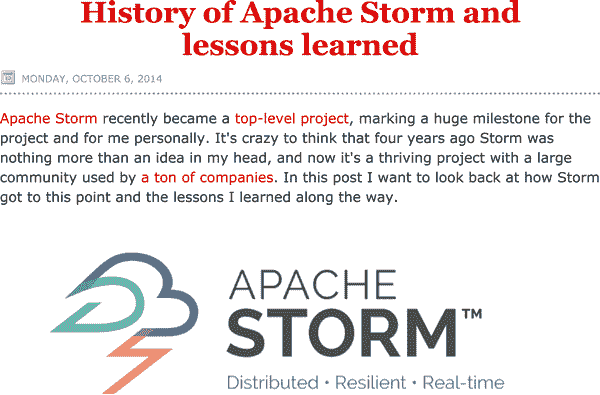 History of Apache Storm and
lessons learned
MONDAY, OCTOBER 6, 2014
Apache Storm recently became a top-level project, marking a huge milestone for the
project and for me personally. It's crazy to think that four years ago Storm was
nothing more than an idea in my head, and now it's a thriving project with a large
community used by a ton of companies. In this post I want to look back at how Storm
got to this point and the lessons I learned along the way.
APACHE
STORM™
Distributed • Resilient • Real-time